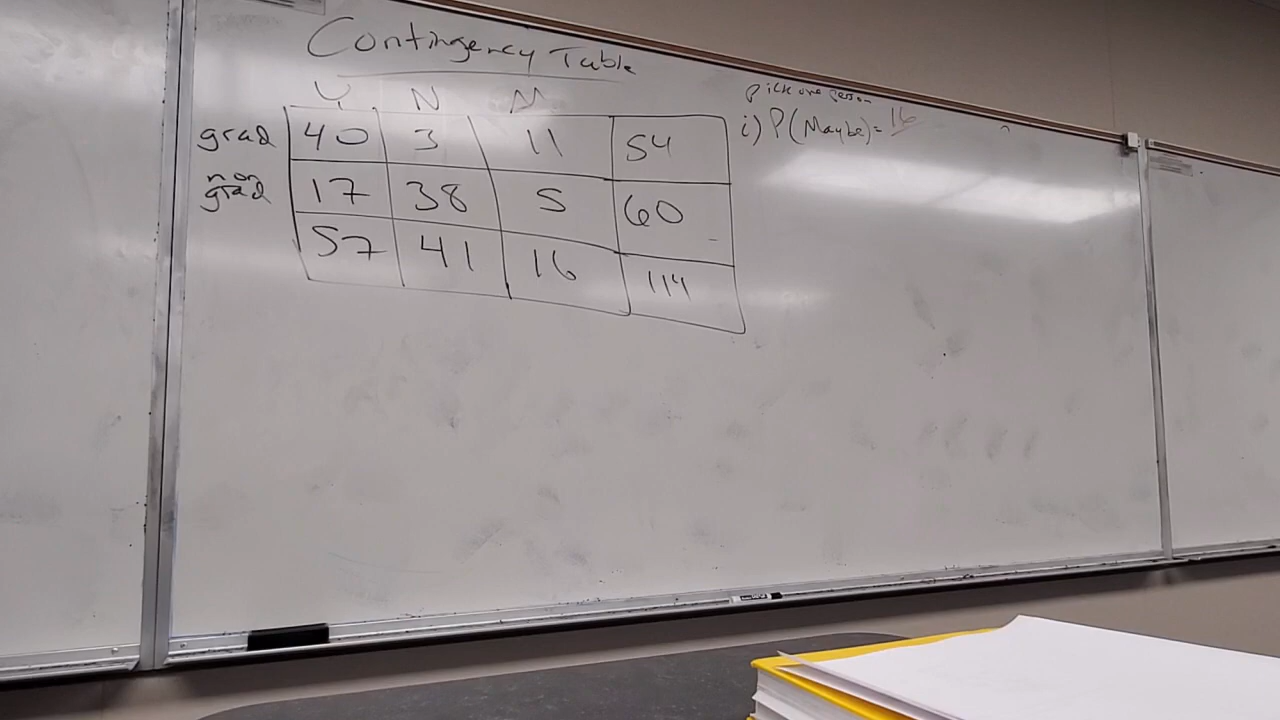 Contingency Table
Y N M
grad 40 3 11 54
non grad 17 38 5 60
57 41 16 114
pick one person
i) P(Maybe) = 16